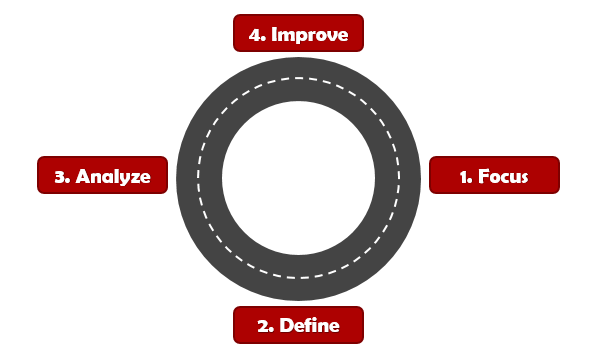 4. Improve
3. Analyze
1. Focus
2. Define